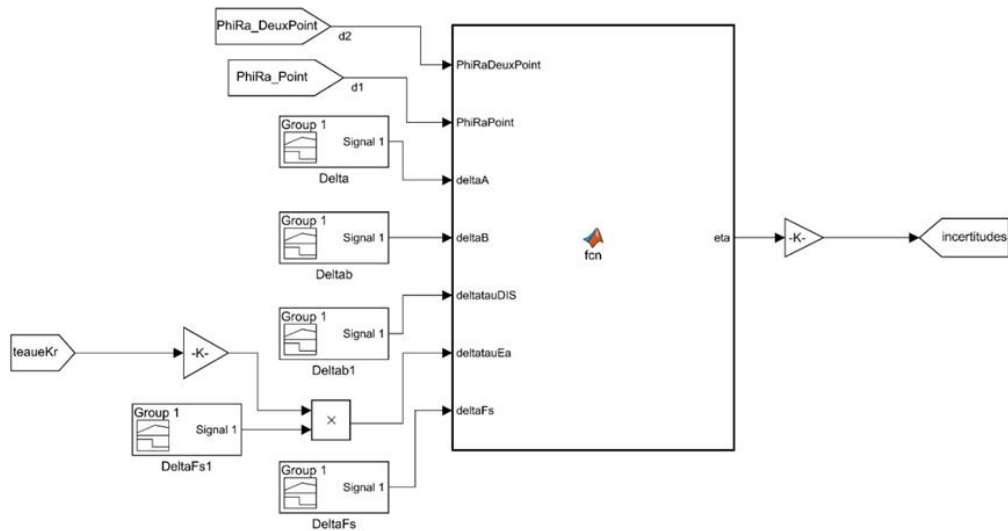 PhiRa_DeuxPoint
d2
PhiRaDeuxPoint
PhiRa_Point
d1
PhiRaPoint
Group 1
Signal 1
Delta
deltaA
Group 1
Signal 1
Deltab
deltaB
eta
-K-
incertitudes
fcn
Group 1
Signal 1
Deltab1
deltatauDIS
teaueKr
-K-
deltatauEa
Group 1
Signal 1
DeltaFs1
×
deltaFs
Group 1
Signal 1
DeltaFs